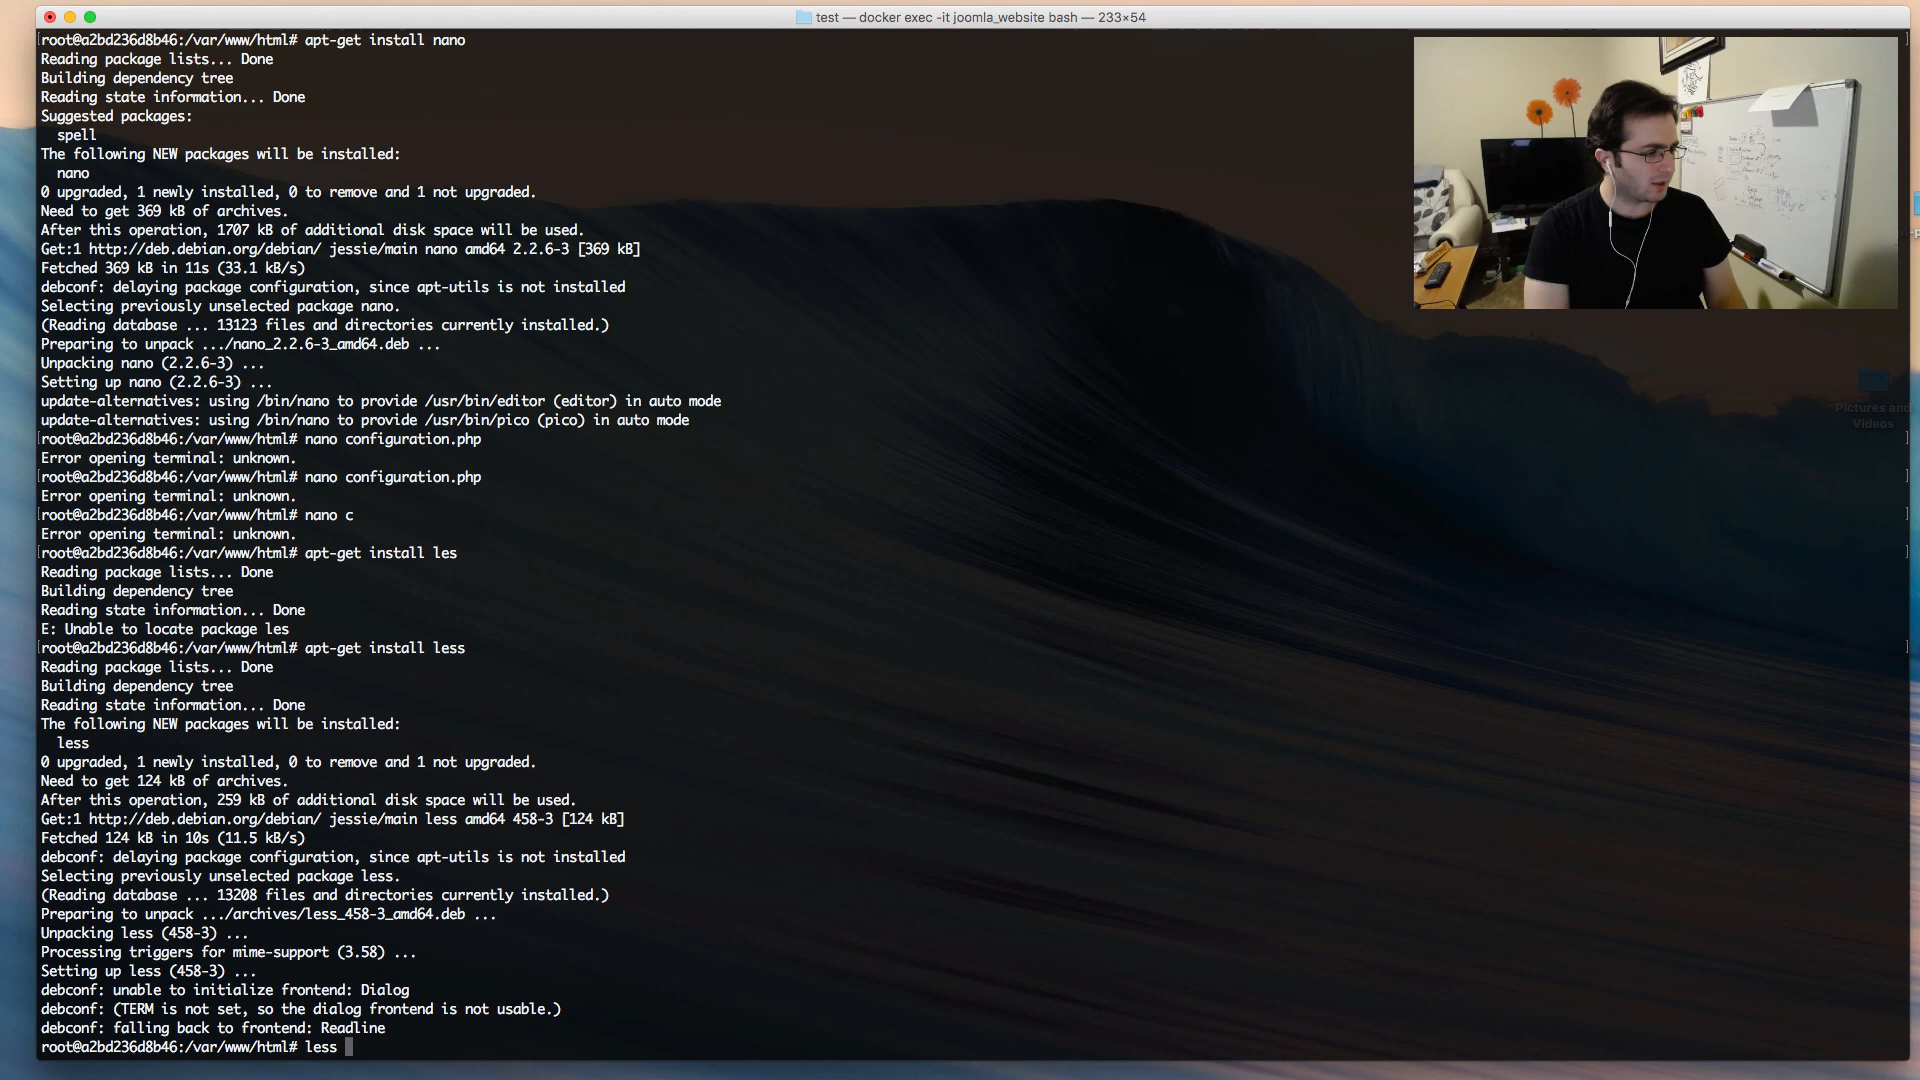 test — docker exec -it joomla_website bash — 233×54
root@a2bd236d8b46:/var/www/html# apt-get install nano
Reading package lists... Done
Building dependency tree
Reading state information... Done
Suggested packages:
spell
The following NEW packages will be installed:
nano
0 upgraded, 1 newly installed, 0 to remove and 1 not upgraded.
Need to get 369 kB of archives.
After this operation, 1707 kB of additional disk space will be used.
Get:1 http://deb.debian.org/debian/ jessie/main nano amd64 2.2.6-3 [369 kB]
Fetched 369 kB in 11s (33.1 kB/s)
debconf: delaying package configuration, since apt-utils is not installed
Selecting previously unselected package nano.
(Reading database ... 13123 files and directories currently installed.)
Preparing to unpack .../nano_2.2.6-3_amd64.deb ...
Unpacking nano (2.2.6-3) ...
Setting up nano (2.2.6-3) ...
update-alternatives: using /bin/nano to provide /usr/bin/editor (editor) in auto mode
update-alternatives: using /bin/nano to provide /usr/bin/pico (pico) in auto mode
root@a2bd236d8b46:/var/www/html# nano configuration.php
Error opening terminal: unknown.
root@a2bd236d8b46:/var/www/html# nano configuration.php
Error opening terminal: unknown.
root@a2bd236d8b46:/var/www/html# nano c
Error opening terminal: unknown.
root@a2bd236d8b46:/var/www/html# apt-get install les
Reading package lists... Done
Building dependency tree
Reading state information... Done
E: Unable to locate package les
root@a2bd236d8b46:/var/www/html# apt-get install less
Reading package lists... Done
Building dependency tree
Reading state information... Done
The following NEW packages will be installed:
less
0 upgraded, 1 newly installed, 0 to remove and 1 not upgraded.
Need to get 124 kB of archives.
After this operation, 259 kB of additional disk space will be used.
Get:1 http://deb.debian.org/debian/ jessie/main less amd64 458-3 [124 kB]
Fetched 124 kB in 10s (11.5 kB/s)
debconf: delaying package configuration, since apt-utils is not installed
Selecting previously unselected package less.
(Reading database ... 13208 files and directories currently installed.)
Preparing to unpack .../archives/less_458-3_amd64.deb ...
Unpacking less (458-3) ...
Processing triggers for mime-support (3.58) ...
Setting up less (458-3) ...
debconf: unable to initialize frontend: Dialog
debconf: (TERM is not set, so the dialog frontend is not usable.)
debconf: falling back to frontend: Readline
root@a2bd236d8b46:/var/www/html# less
Pictures and
Videos